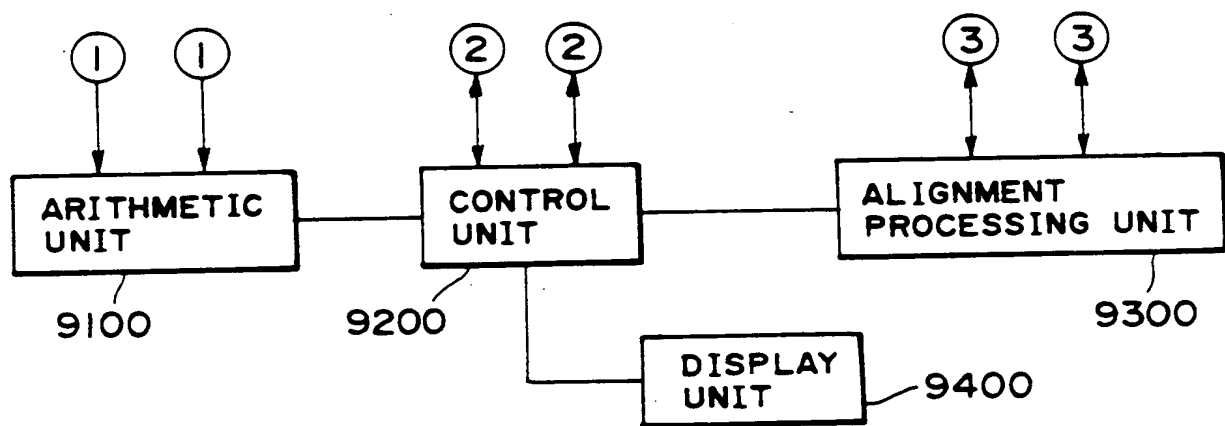 1 1 2 2 3 3
ARITHMETIC
UNIT
CONTROL
UNIT
ALIGNMENT
PROCESSING UNIT
9100
9200
9300
DISPLAY
UNIT
9400